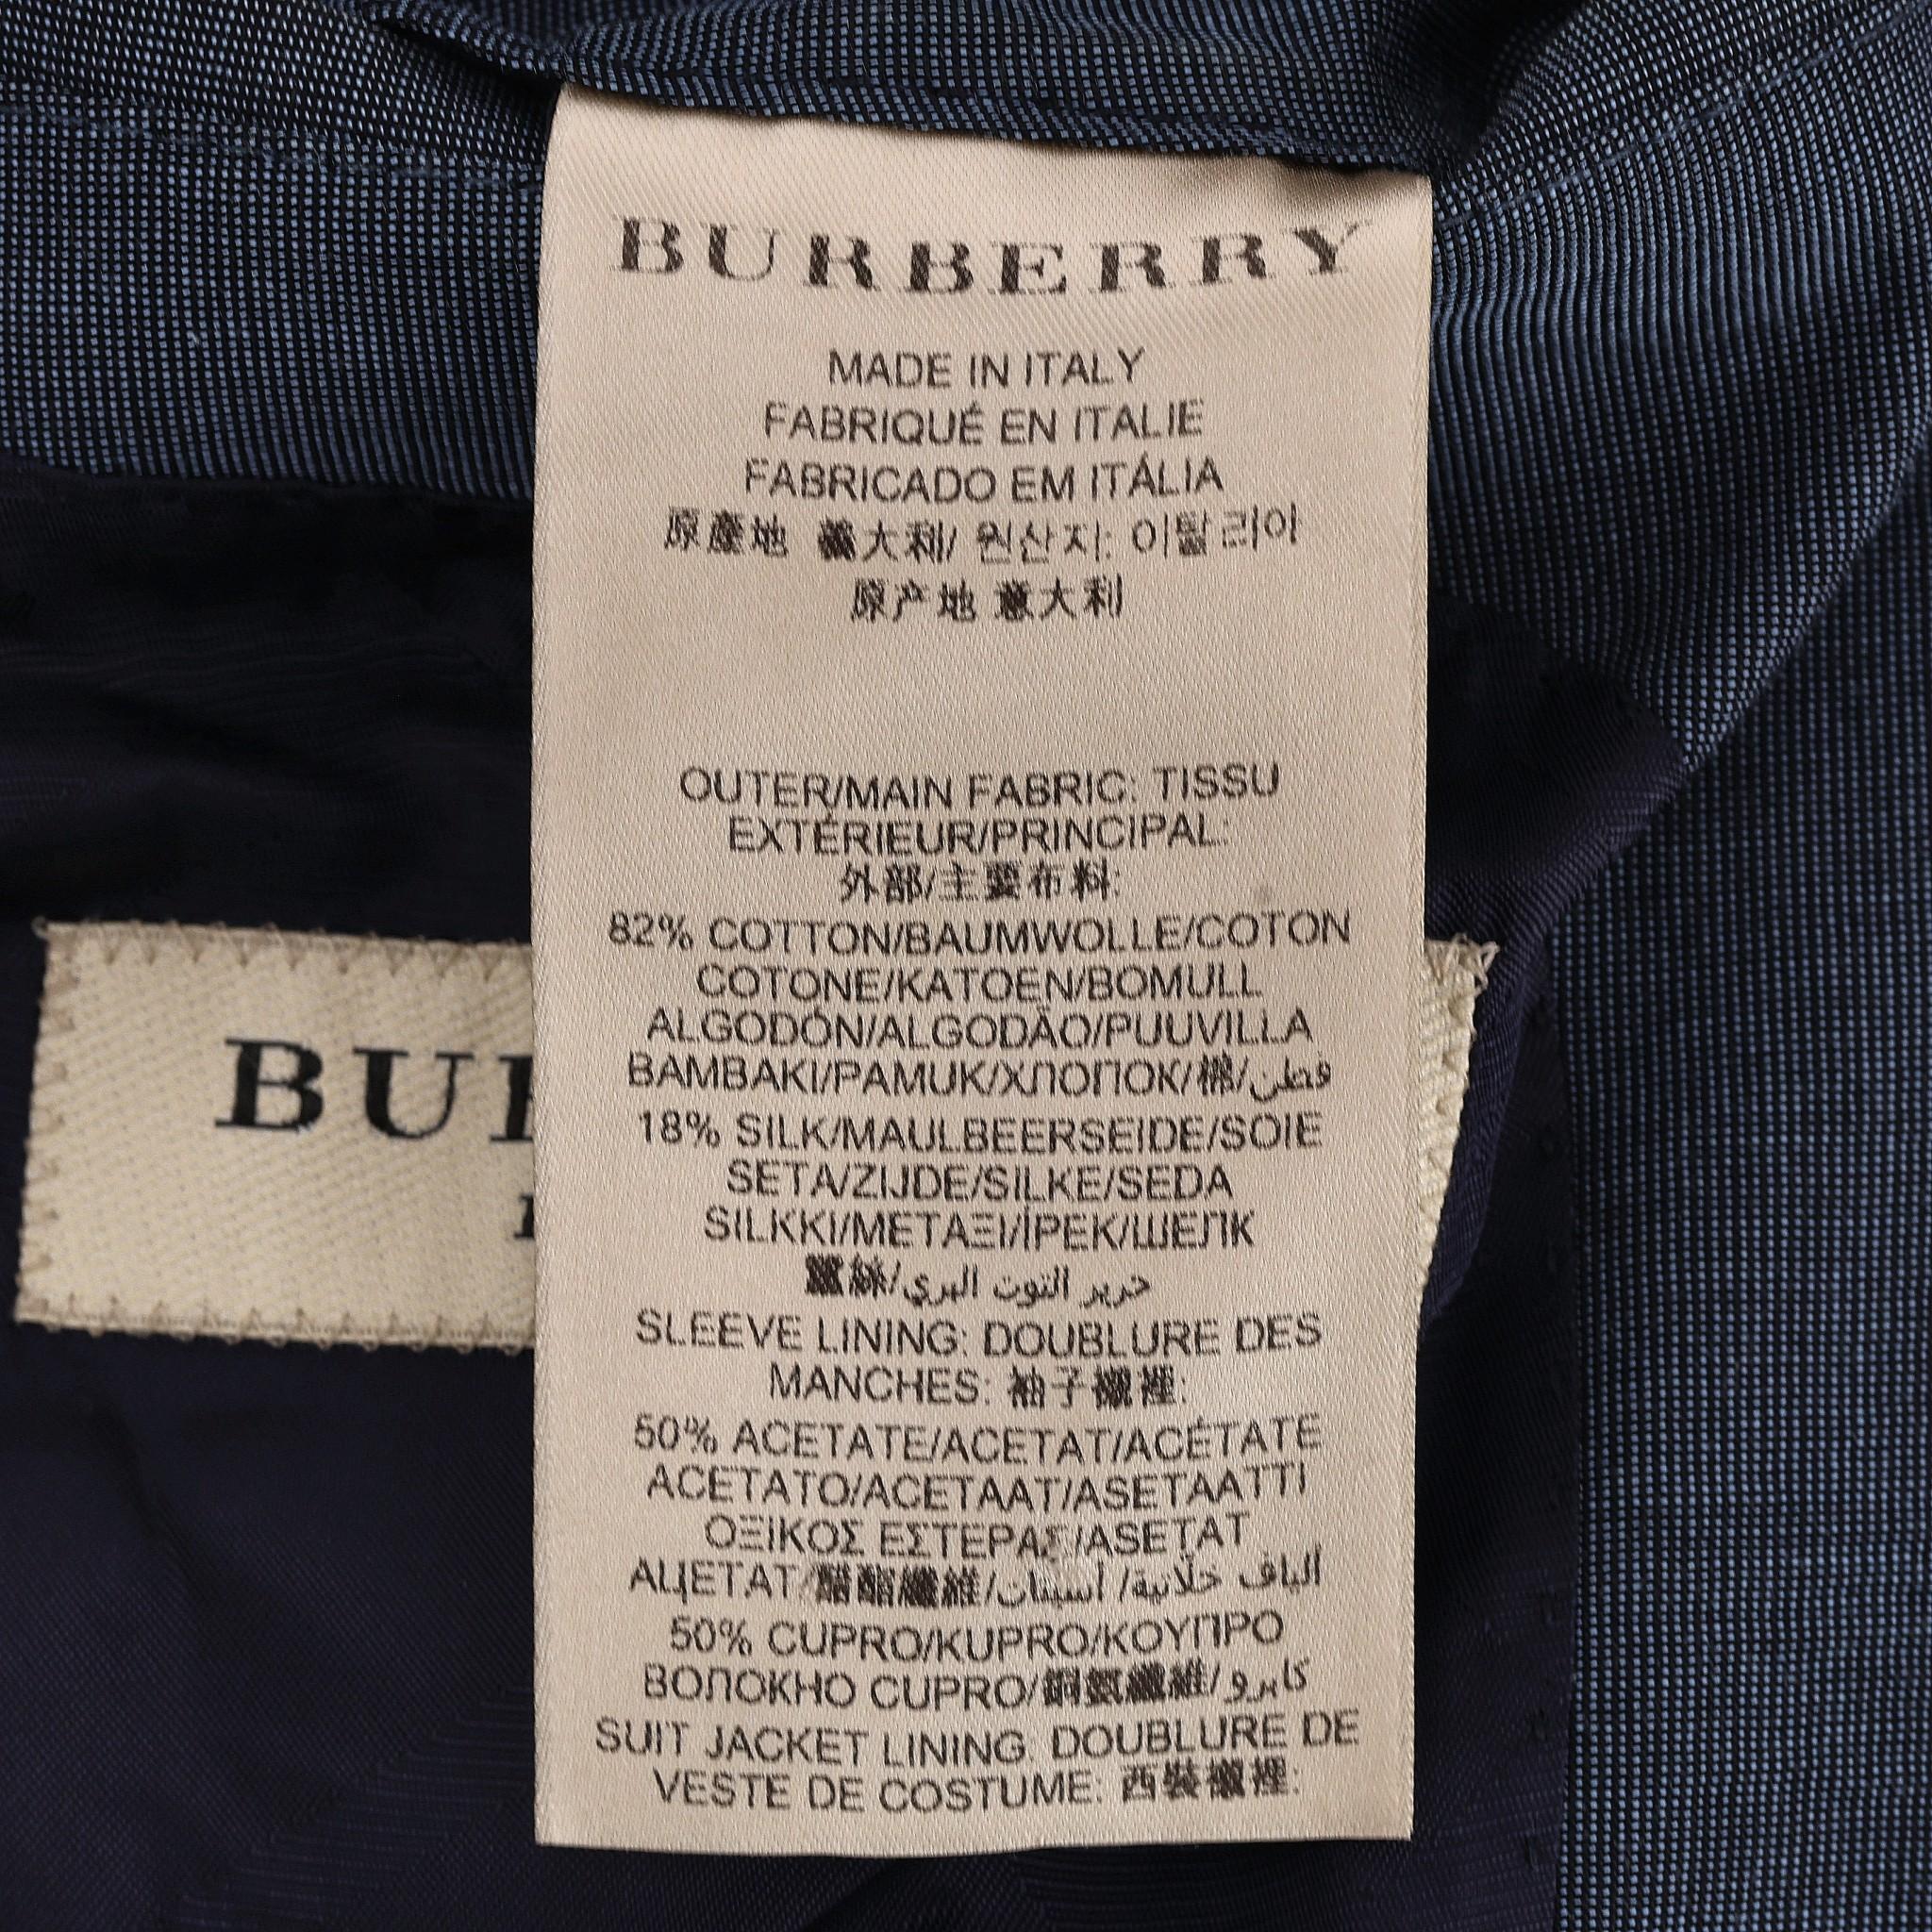 BURBERRY
MADE IN ITALY
FABRIQUÉ EN ITALIE
FABRICADO EM ITÁLIA
原產地 義大利/ 원산지: 이탈리아
原产地 意大利
OUTER/MAIN FABRIC: TISSU
EXTÉRIEUR/PRINCIPAL:
外部/主要布料:
82% COTTON/BAUMWOLLE/COTON
COTONE/KATOEN/BOMULL
ALGODÓN/ALGODÃO/PUUVILLA
BAMBAKI/PAMUK/ХЛОПОК/棉/قطن
18% SILK/MAULBEERSEIDE/SOIE
SETA/ZIJDE/SILKE/SEDA
SILKKI/ΜΕΤΑΞΙ/İPEK/ШЕЛК
蠶絲/حرير التوت البري
SLEEVE LINING: DOUBLURE DES
MANCHES: 袖子襯裡:
50% ACETATE/ACETAT/ACÉTATE
ACETATO/ACETAAT/ASETAATTI
ΟΞΙΚΟΣ ΕΣΤΕΡΑΣ/ASETAT
АЦЕТАТ/醋酯纖維/ألياف خلابية/ أسيتات
50% CUPRO/KUPRO/ΚΟΥΠΡΟ
ВОЛОКНО CUPRO/銅氨纖維/كابرو
SUIT JACKET LINING: DOUBLURE DE
VESTE DE COSTUME: 西裝襯裡:
BU